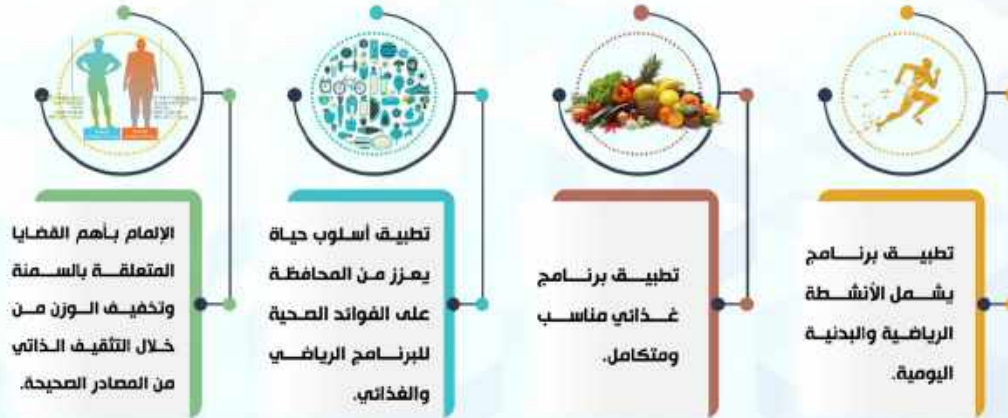 تطبيق برنامج
يشمل الأنشطة
الرياضية والبدنية
اليومية.
تطبيق برنامج
غذائي مناسب
ومتكامل.
تطبيق أسلوب حياة
يعزز من المحافظة
على الفوائد الصحية
للبرنامج الرياضي
والغذائي.
الإلمام بأهم القضايا
المتعلقة بالسمنة
وتخفيف الوزن من
خلال التثقيف الذاتي
من المصادر الصحيحة.